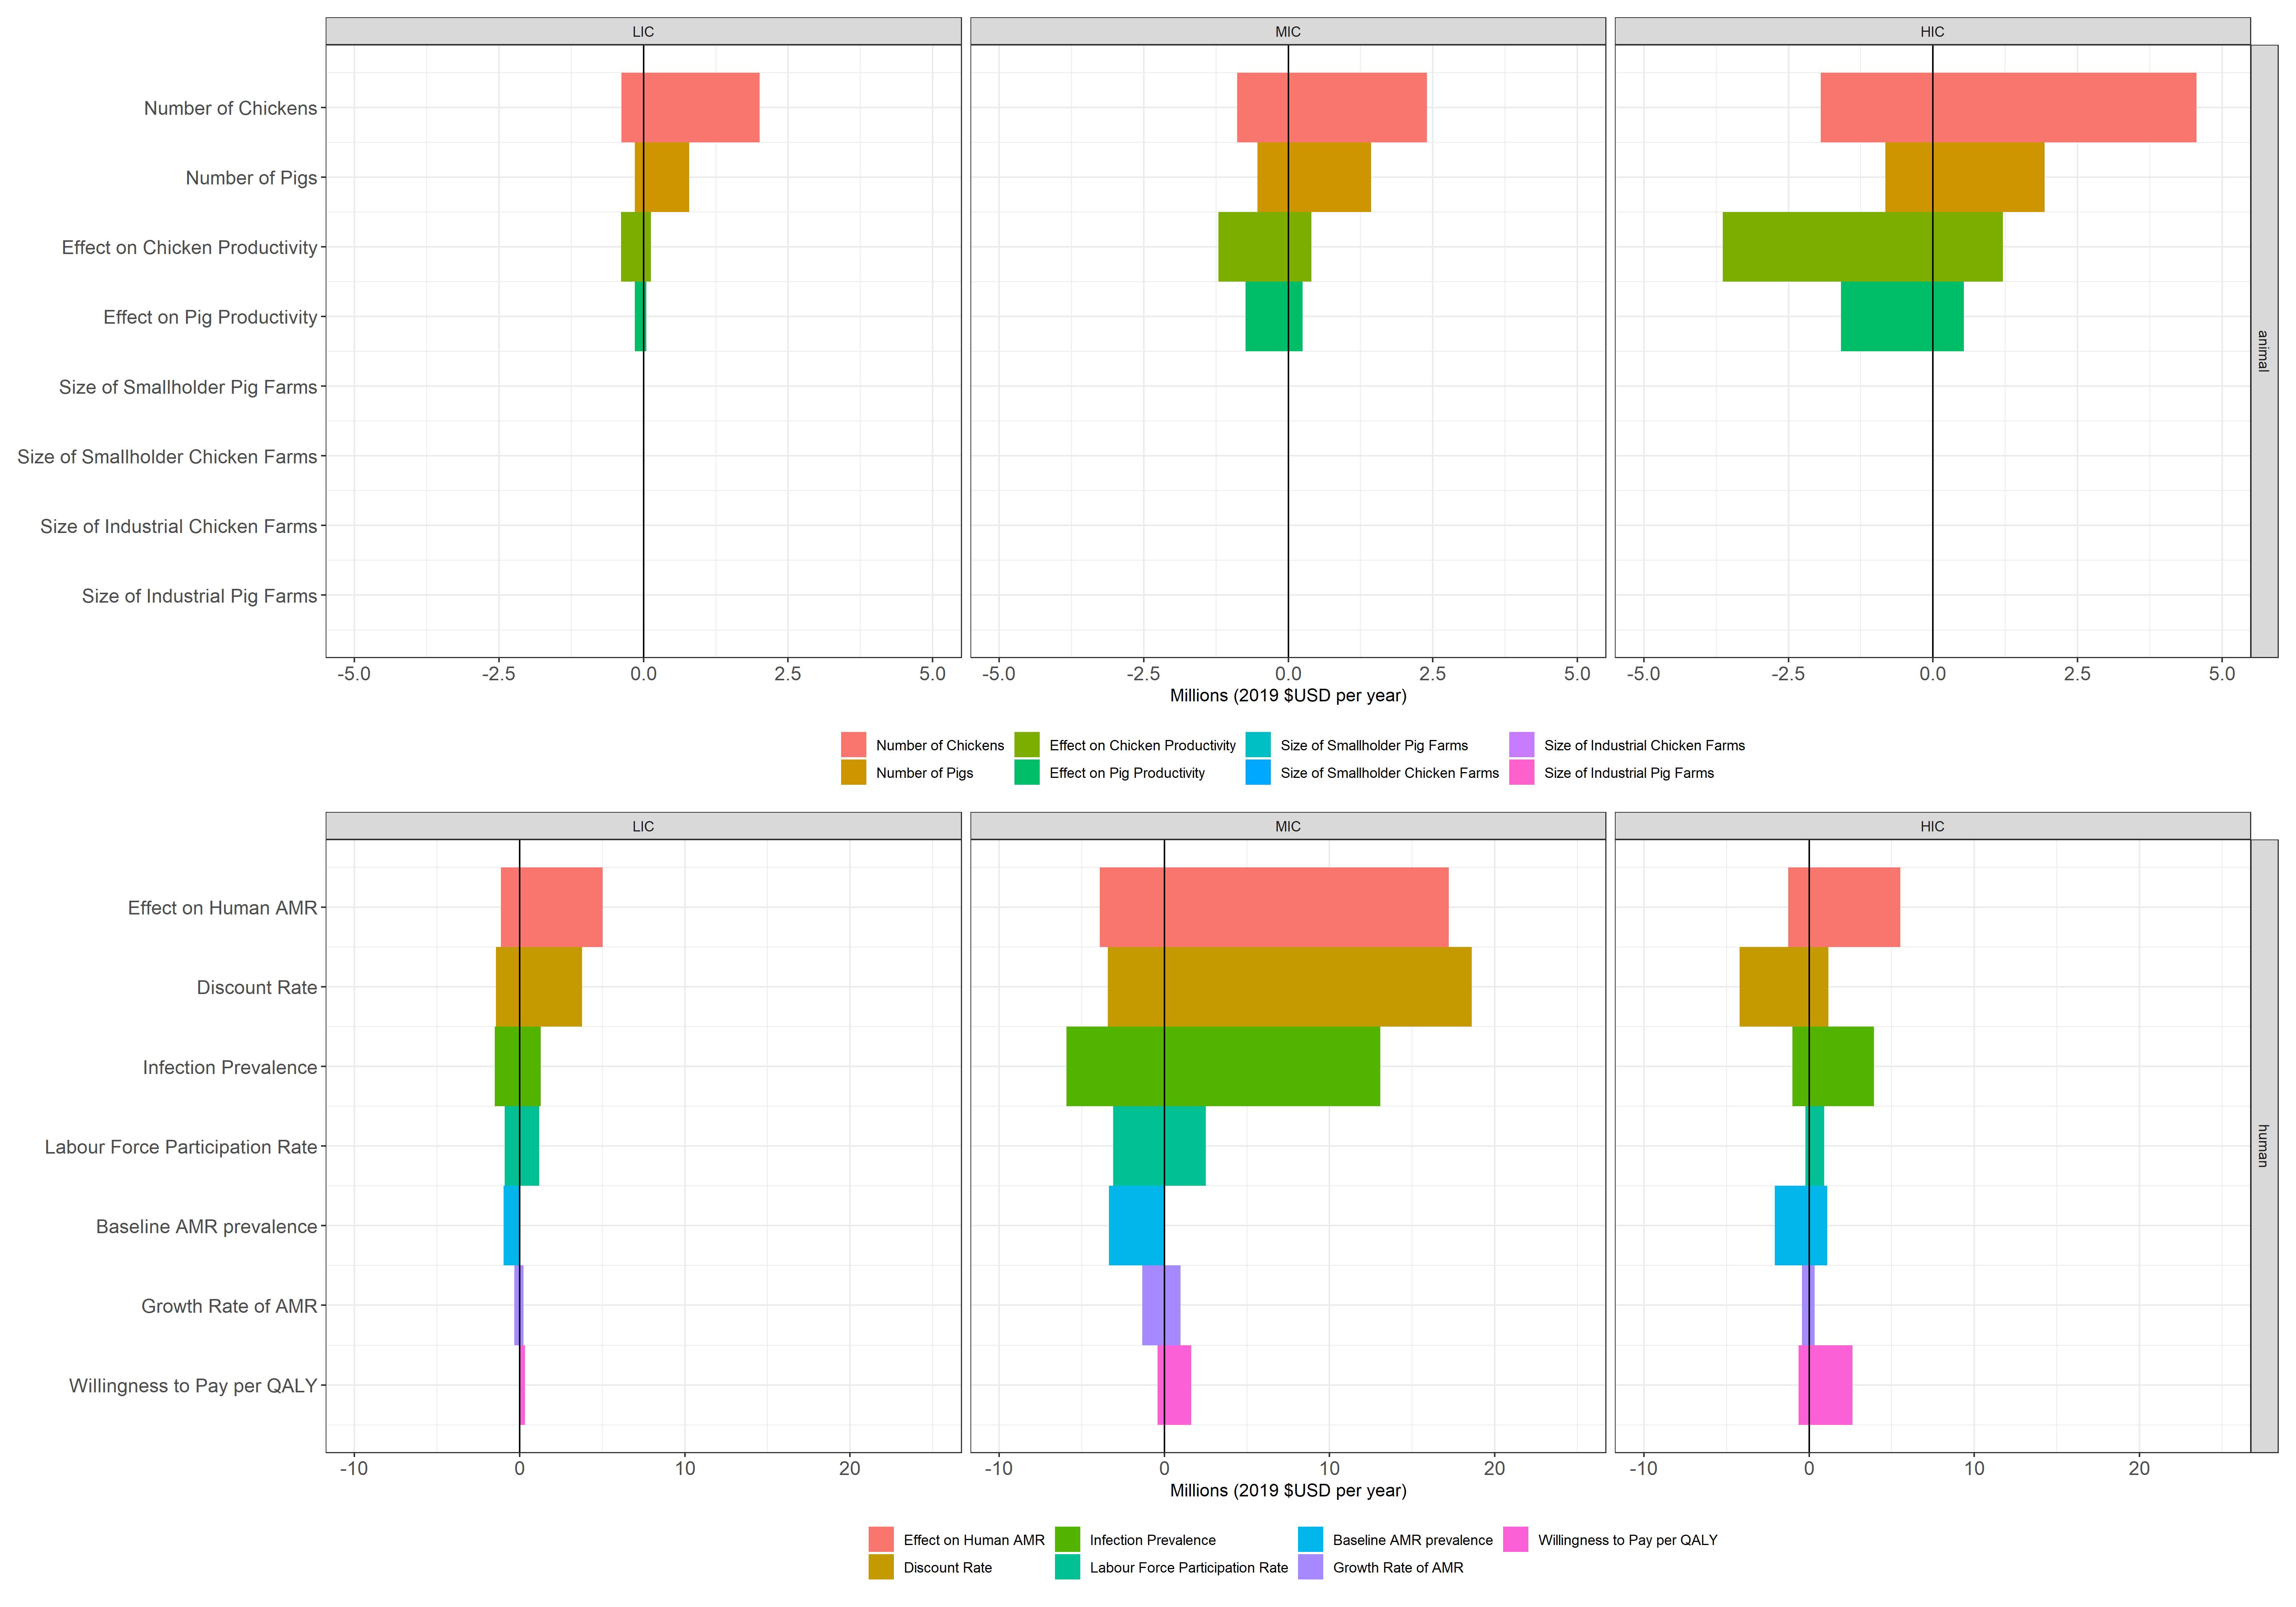 LIC MIC HIC
Number of Chickens
Number of Pigs
Effect on Chicken Productivity
Effect on Pig Productivity
Size of Smallholder Pig Farms
Size of Smallholder Chicken Farms
Size of Industrial Chicken Farms
Size of Industrial Pig Farms
animal
-5.0 -2.5 0.0 2.5 5.0 -5.0 -2.5 0.0 2.5 5.0 -5.0 -2.5 0.0 2.5 5.0
Millions (2019 $USD per year)
Number of Chickens Effect on Chicken Productivity Size of Smallholder Pig Farms Size of Industrial Chicken Farms
Number of Pigs Effect on Pig Productivity Size of Smallholder Chicken Farms Size of Industrial Pig Farms
LIC MIC HIC
Effect on Human AMR
Discount Rate
Infection Prevalence
Labour Force Participation Rate
Baseline AMR prevalence
Growth Rate of AMR
Willingness to Pay per QALY
human
-10 0 10 20 -10 0 10 20 -10 0 10 20
Millions (2019 $USD per year)
Effect on Human AMR Infection Prevalence Baseline AMR prevalence Willingness to Pay per QALY
Discount Rate Labour Force Participation Rate Growth Rate of AMR